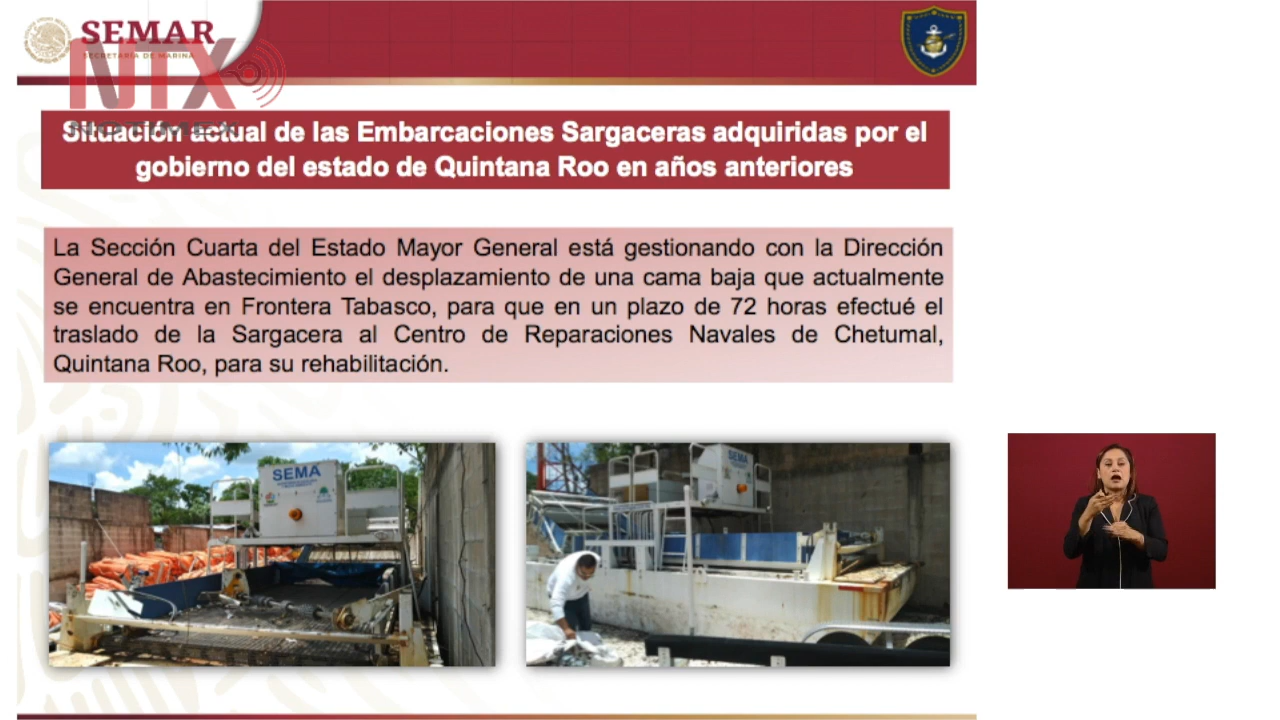 SEMAR
SECRETARÍA DE MARINA
NTX
NOTIMEX
Situación actual de las Embarcaciones Sargaceras adquiridas por el
gobierno del estado de Quintana Roo en años anteriores
La Sección Cuarta del Estado Mayor General está gestionando con la Dirección
General de Abastecimiento el desplazamiento de una cama baja que actualmente
se encuentra en Frontera Tabasco, para que en un plazo de 72 horas efectué el
traslado de la Sargacera al Centro de Reparaciones Navales de Chetumal,
Quintana Roo, para su rehabilitación.
SEMA